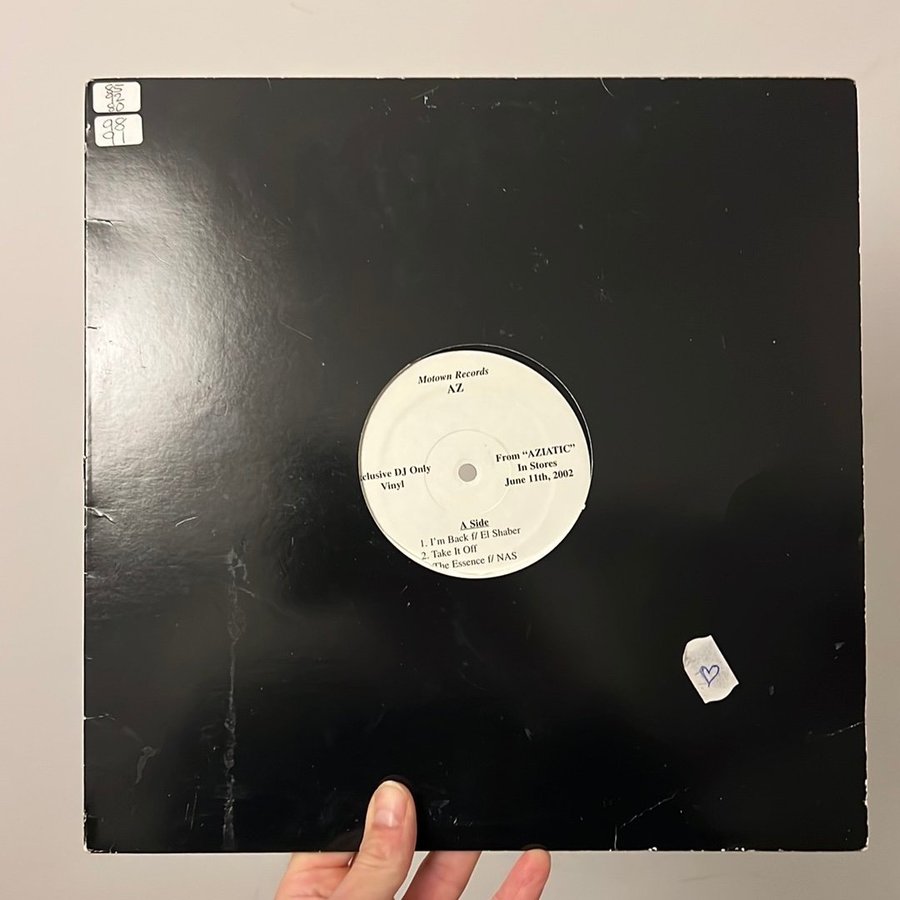 Motown Records
AZ
clusive DJ Only
Vinyl
From “AZIATIC”
In Stores
June 11th, 2002
A Side
1. I'm Back f/ El Shaber
2. Take It Off
The Essence f/ NAS